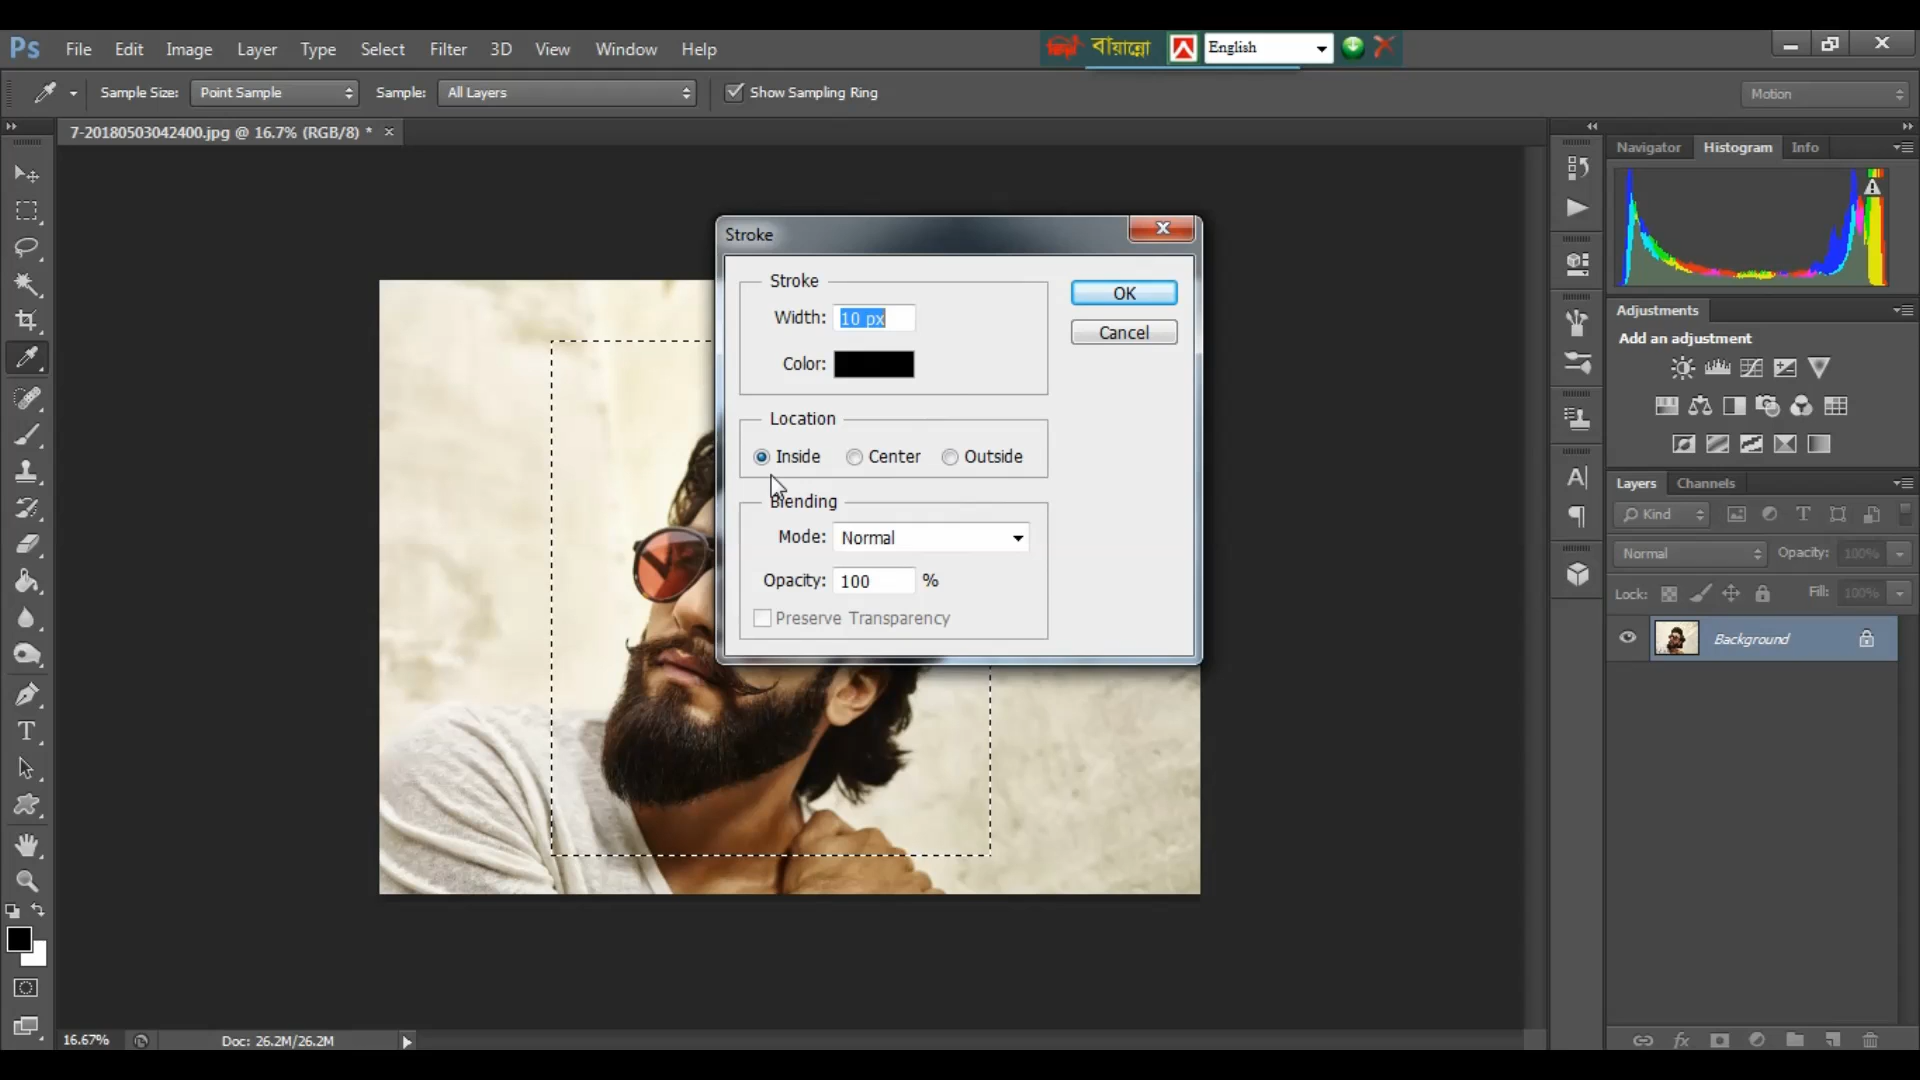 Ps File Edit Image Layer Type Select Filter 3D View Window Help
বায়ান্নো English
Sample Size: Point Sample Sample: All Layers Show Sampling Ring Motion
7-20180503042400.jpg @ 16.7% (RGB/8) * ×
Navigator Histogram Info
Stroke
Stroke
Width: 10 px
Color:
OK
Cancel
Location
Inside Center Outside
Blending
Mode: Normal
Opacity: 100 %
Preserve Transparency
Adjustments
Add an adjustment
Layers Channels
Kind
Normal Opacity: 100%
Lock: Fill: 100%
Background
16.67% Doc: 26.2M/26.2M